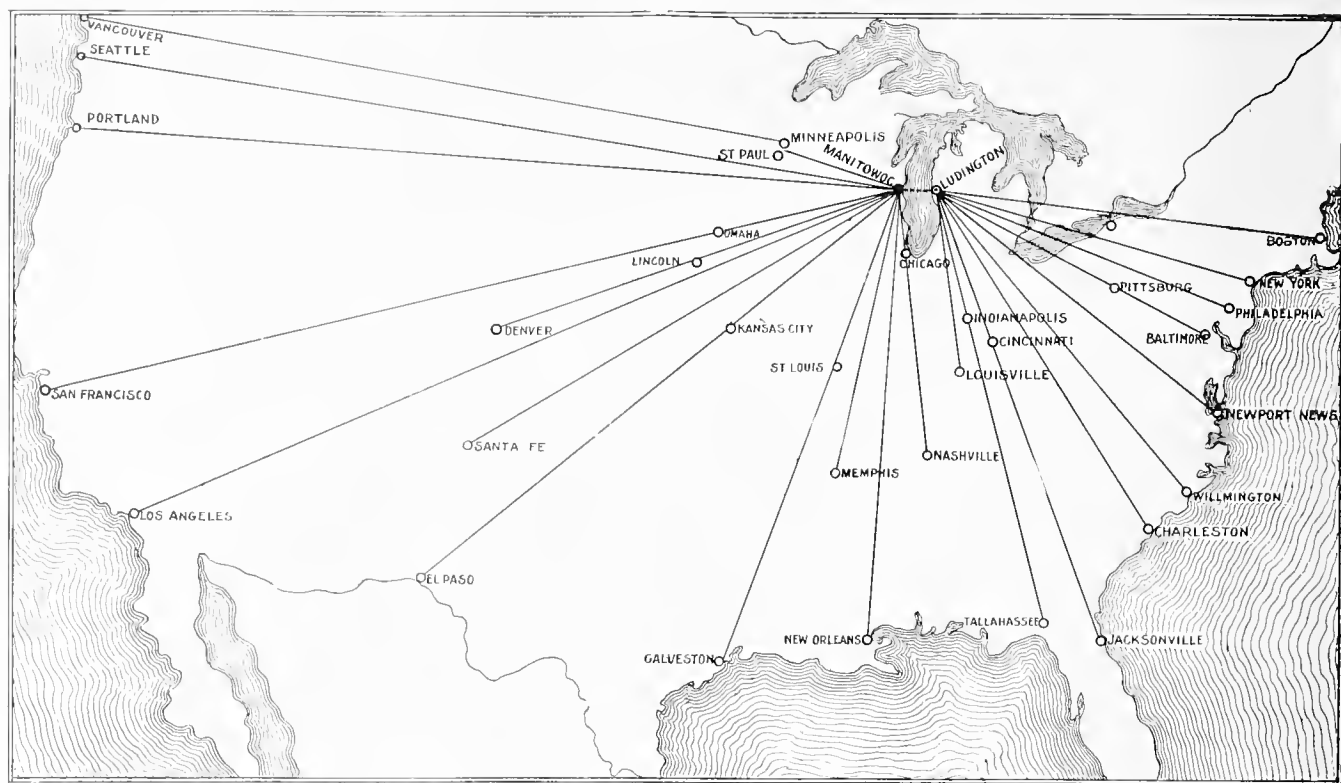 VANCOUVER
SEATTLE
PORTLAND
MINNEAPOLIS
ST PAUL
MANITOWOC
LUDINGTON
OMAHA
LINCOLN
CHICAGO
BOSTON
NEW YORK
PITTSBURG
PHILADELPHIA
INDIANAPOLIS
DENVER
KANSAS CITY
CINCINNATI
BALTIMORE
ST LOUIS
LOUISVILLE
SAN FRANCISCO
NEWPORT NEWS
SANTA FE
NASHVILLE
MEMPHIS
WILLMINGTON
LOS ANGELES
CHARLESTON
EL PASO
TALLAHASSEE
NEW ORLEANS
JACKSONVILLE
GALVESTON